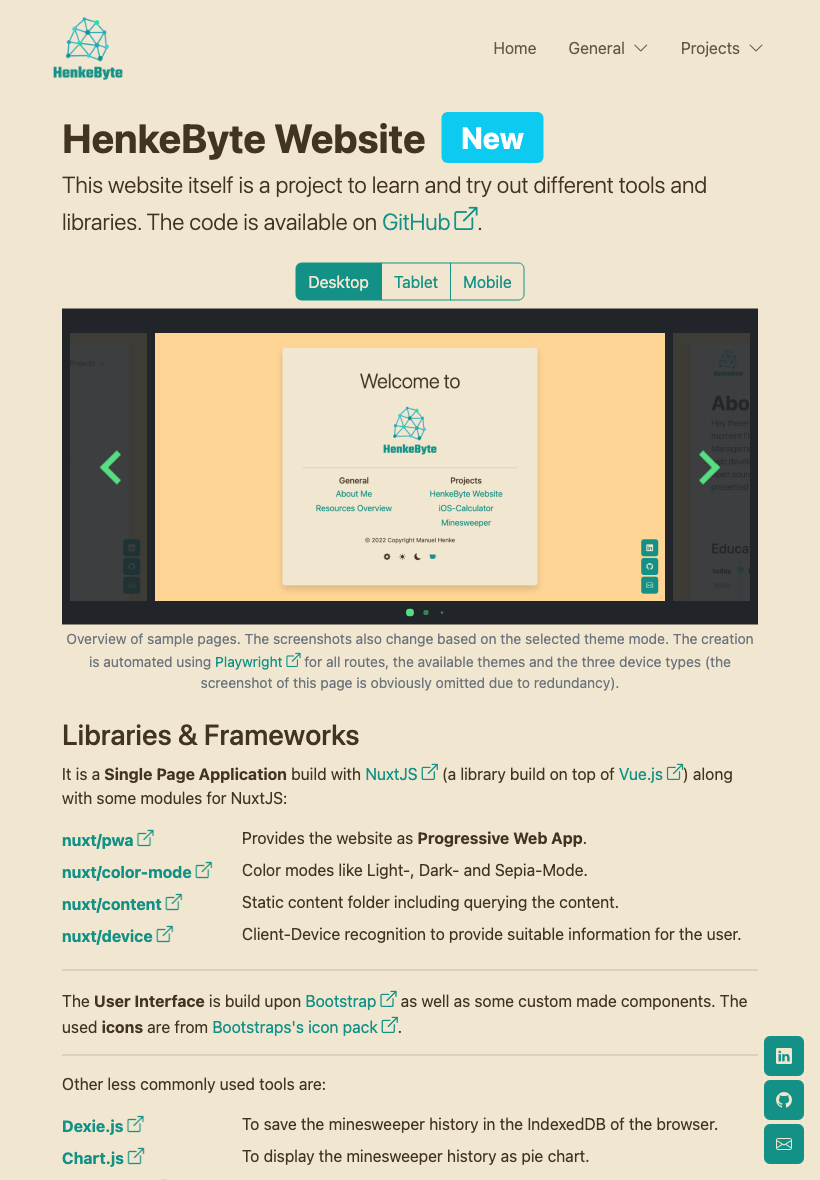 HenkeByte
Home
General
Projects
HenkeByte Website New
This website itself is a project to learn and try out different tools and
libraries. The code is available on GitHub.
Desktop
Tablet
Mobile
Projects
Welcome to
HenkeByte
General
Projects
About Me
HenkeByte Website
Resources Overview
iOS-Calculator
Minesweeper
© 2022 Copyright Manuel Henke
Abo
Hey there
moment I'm
Educa
today
Overview of sample pages. The screenshots also change based on the selected theme mode. The creation
is automated using Playwright for all routes, the available themes and the three device types (the
screenshot of this page is obviously omitted due to redundancy).
Libraries & Frameworks
It is a Single Page Application build with NuxtJS (a library build on top of Vue.js) along
with some modules for NuxtJS:
nuxt/pwa Provides the website as Progressive Web App.
nuxt/color-mode Color modes like Light-, Dark- and Sepia-Mode.
nuxt/content Static content folder including querying the content.
nuxt/device Client-Device recognition to provide suitable information for the user.
The User Interface is build upon Bootstrap as well as some custom made components. The
used icons are from Bootstraps's icon pack.
Other less commonly used tools are:
Dexie.js To save the minesweeper history in the IndexedDB of the browser.
Chart.js To display the minesweeper history as pie chart.